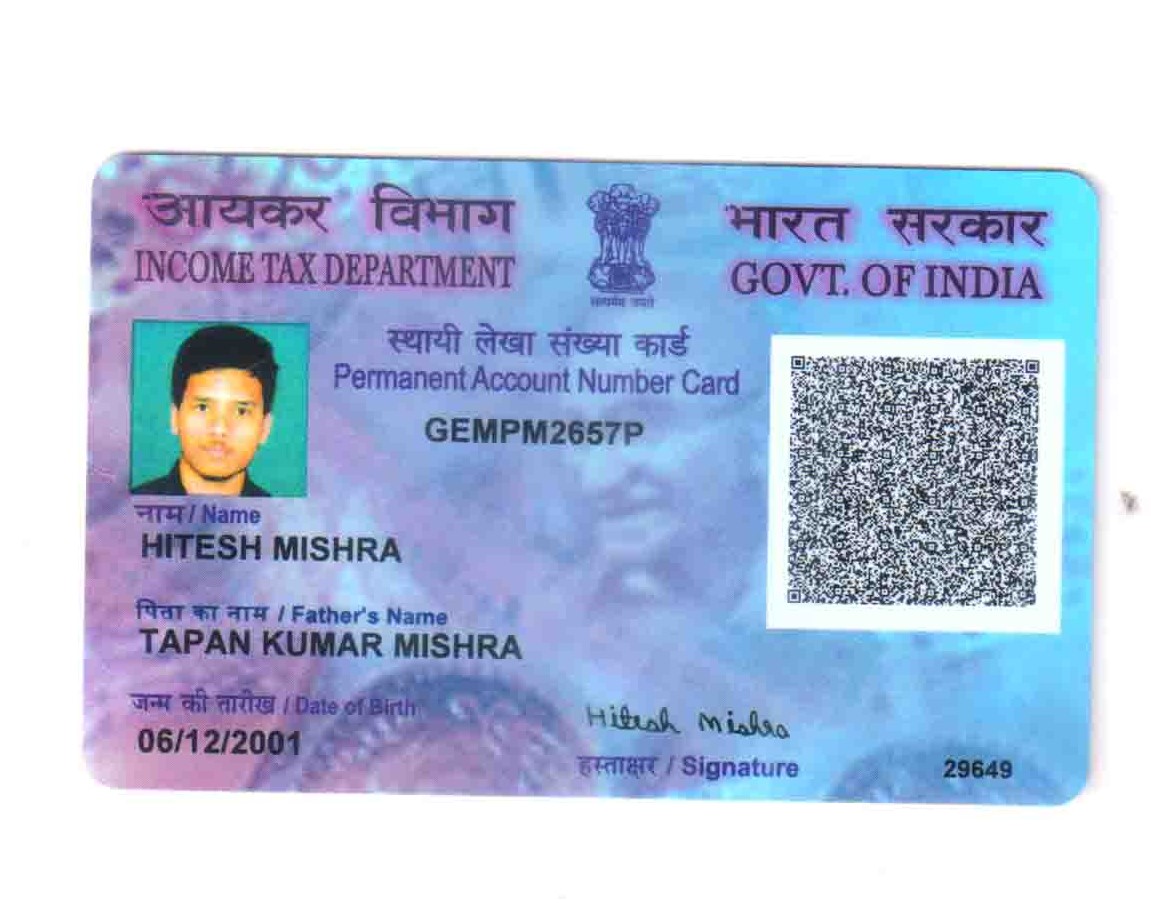 आयकर विभाग
INCOME TAX DEPARTMENT
भारत सरकार
GOVT. OF INDIA
सत्यमेव जयते
स्थायी लेखा संख्या कार्ड
Permanent Account Number Card
GEMPM2657P
नाम / Name
HITESH MISHRA
पिता का नाम / Father's Name
TAPAN KUMAR MISHRA
जन्म की तारीख / Date of Birth
06/12/2001
Hitesh Mishra
हस्ताक्षर / Signature
29649